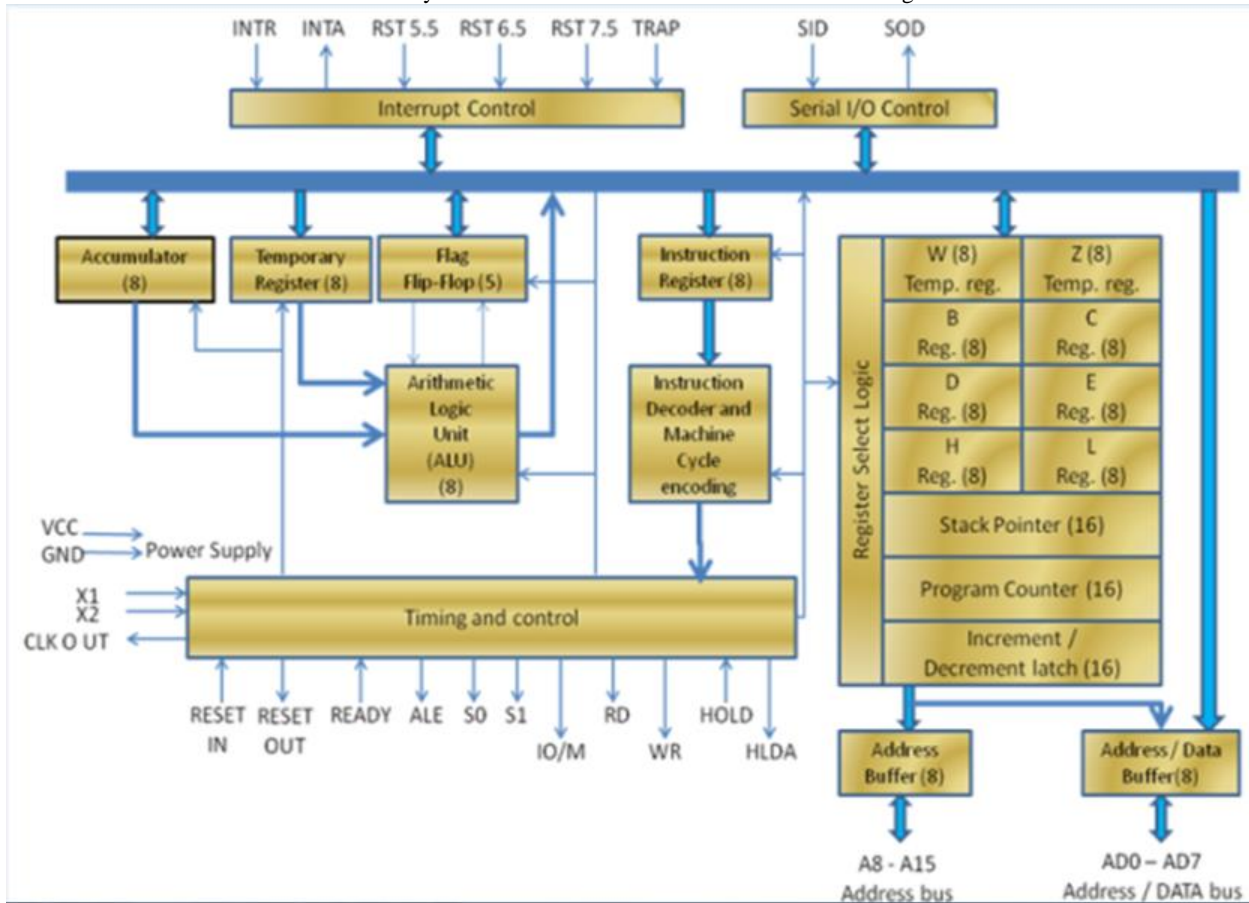 INTR INTA RST 5.5 RST 6.5 RST 7.5 TRAP SID SOD
Interrupt Control
Serial I/O Control
Accumulator
(8)
Temporary
Register (8)
Flag
Flip-Flop (5)
Instruction
Register (8)
W (8)
Temp. reg.
Z (8)
Temp. reg.
B
Reg. (8)
C
Reg. (8)
D
Reg. (8)
E
Reg. (8)
H
Reg. (8)
L
Reg. (8)
Register Select Logic
Arithmetic
Logic
Unit
(ALU)
(8)
Instruction
Decoder and
Machine
Cycle
encoding
Stack Pointer (16)
Program Counter (16)
Increment /
Decrement latch (16)
VCC
GND
Power Supply
X1
X2
CLK O UT
Timing and control
RESET
IN
RESET
OUT
READY
ALE
S0
S1
IO/M
RD
WR
HOLD
HLDA
Address
Buffer (8)
Address / Data
Buffer(8)
A8 - A15
Address bus
AD0 – AD7
Address / DATA bus